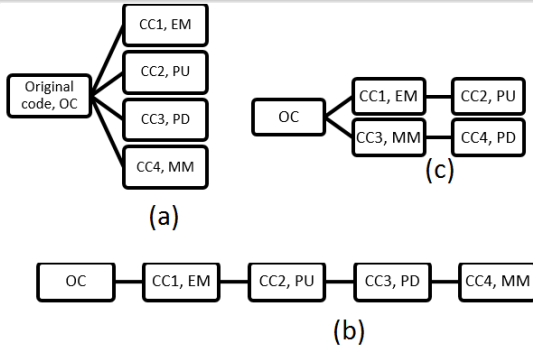 CC1, EM
CC2, PU
Original
code, OC
CC3, PD
CC4, MM
(a)
OC
CC1, EM
CC2, PU
CC3, MM
CC4, PD
(c)
OC
CC1, EM
CC2, PU
CC3, PD
CC4, MM
(b)